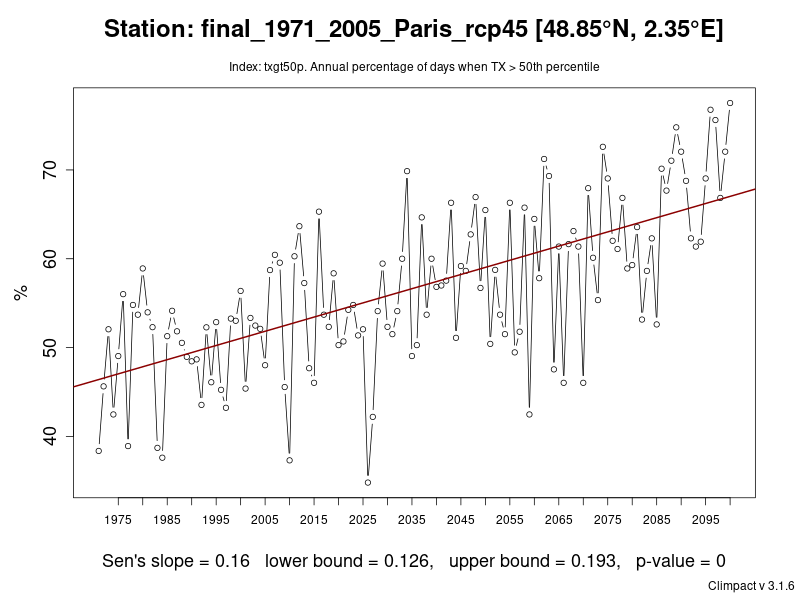 Station: final_1971_2005_Paris_rcp45 [48.85°N, 2.35°E]
Index: txgt50p. Annual percentage of days when TX > 50th percentile
%
70
60
50
40
1975 1985 1995 2005 2015 2025 2035 2045 2055 2065 2075 2085 2095
Sen's slope = 0.16 lower bound = 0.126, upper bound = 0.193, p-value = 0
Climpact v 3.1.6